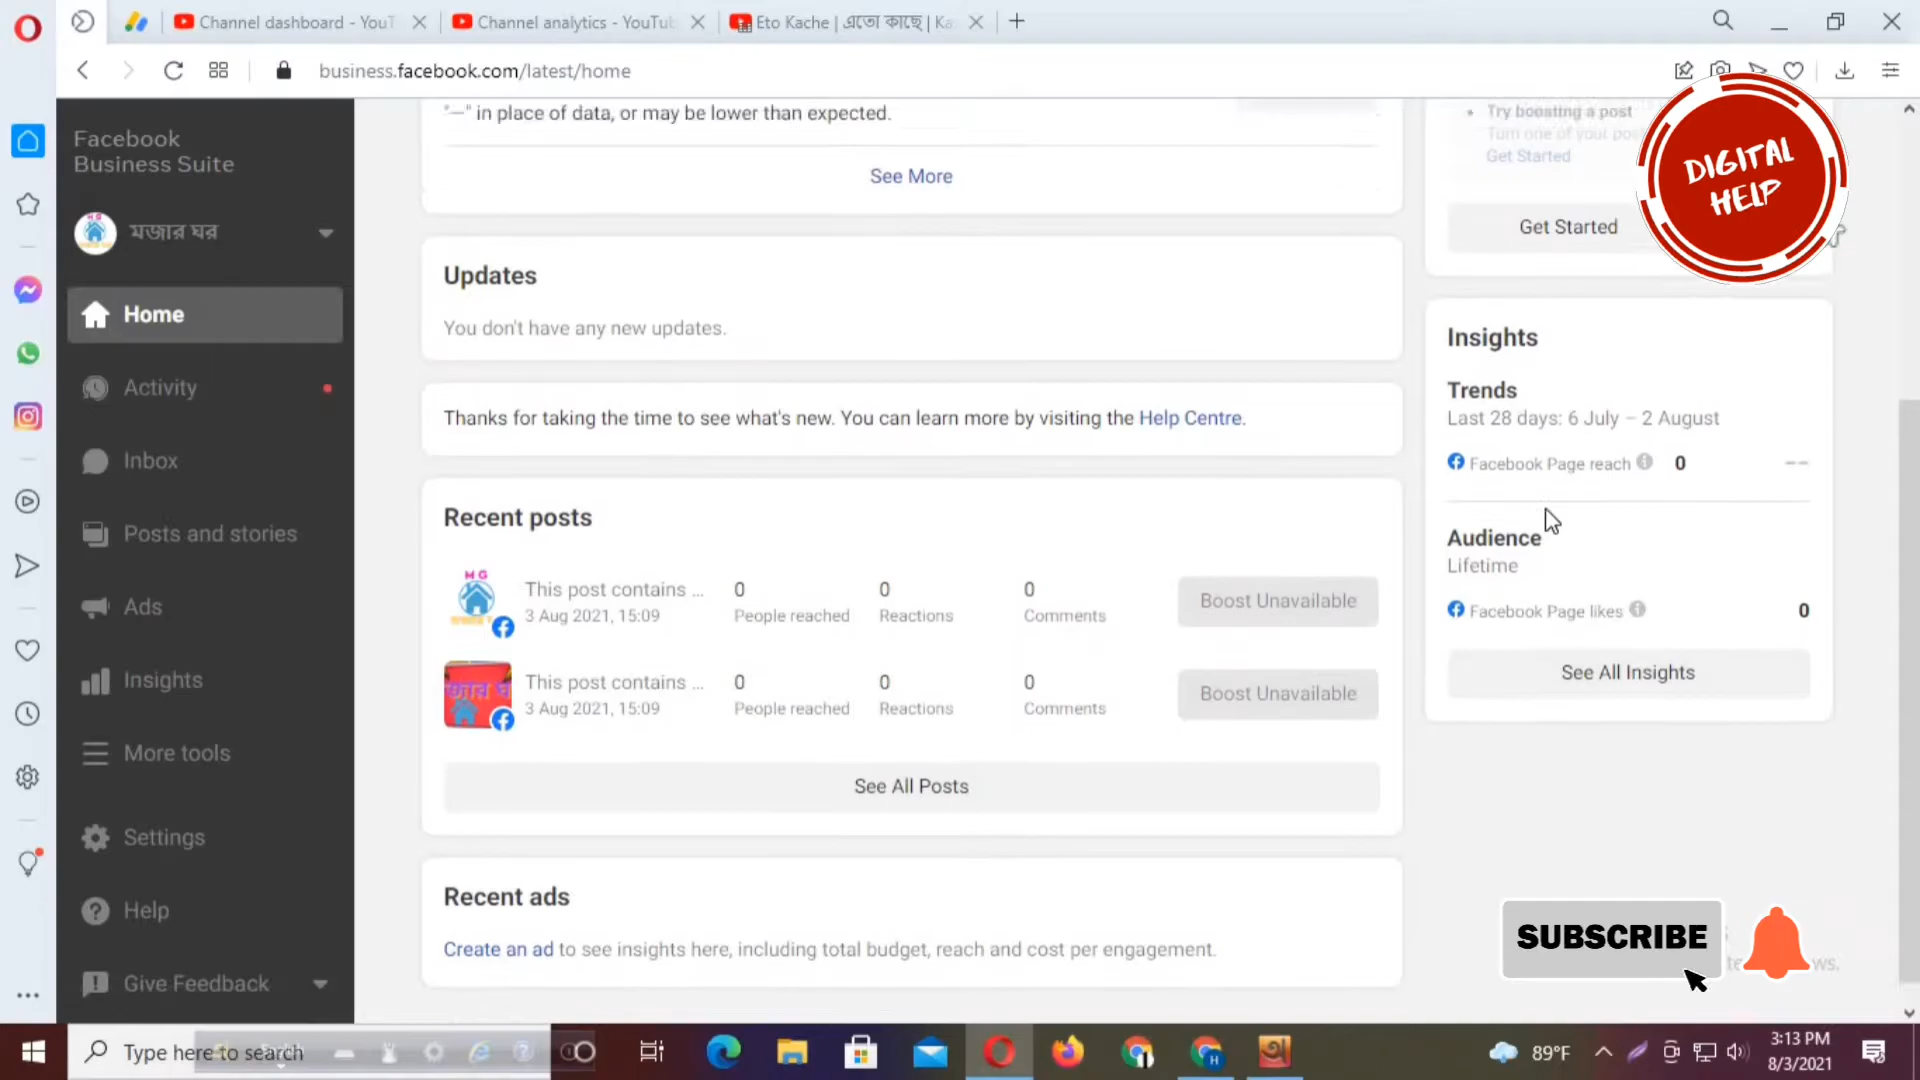 Channel dashboard - YouT
Channel analytics - YouTub
Eto Kache | এতো কাছে | Ka
business.facebook.com/latest/home
Facebook
Business Suite
মজার ঘর
Home
Activity
Inbox
Posts and stories
Ads
Insights
More tools
Settings
Help
Give Feedback
"--" in place of data, or may be lower than expected.
See More
Updates
You don't have any new updates.
Thanks for taking the time to see what's new. You can learn more by visiting the Help Centre.
Recent posts
MG
This post contains ...
3 Aug 2021, 15:09
0
People reached
0
Reactions
0
Comments
Boost Unavailable
This post contains ...
3 Aug 2021, 15:09
0
People reached
0
Reactions
0
Comments
Boost Unavailable
See All Posts
Recent ads
Create an ad to see insights here, including total budget, reach and cost per engagement.
Try boosting a post
Turn one of your
Get Started
Get Started
DIGITAL
HELP
Insights
Trends
Last 28 days: 6 July – 2 August
Facebook Page reach 0 --
Audience
Lifetime
Facebook Page likes 0
See All Insights
SUBSCRIBE
Type here to search
89°F
3:13 PM
8/3/2021